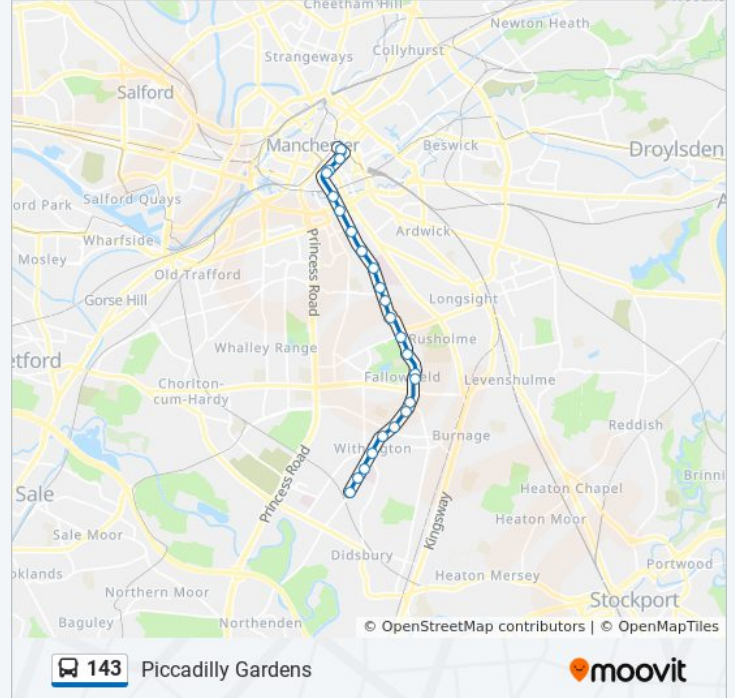 Cheetham Hill
Newton Heath
Collyhurst
Strangeways
Salford
Manchester
Beswick
Droylsden
ord Park
Salford Quays
Ardwick
Wharfside
Mosley
Old Trafford
Princess Road
Gorse Hill
Longsight
Rusholme
Whalley Range
etford
Fallowfield
Levenshulme
Chorlton-
cum-Hardy
Reddish
Burnage
Withington
Brinni
Princess Road
Sale
Heaton Chapel
Kingsway
Heaton Moor
Sale Moor
Didsbury
Portwood
oklands
Heaton Mersey
Northern Moor
Stockport
Baguley
Northenden
© OpenStreetMap contributors | © OpenMapTiles
143 Piccadilly Gardens
moovit